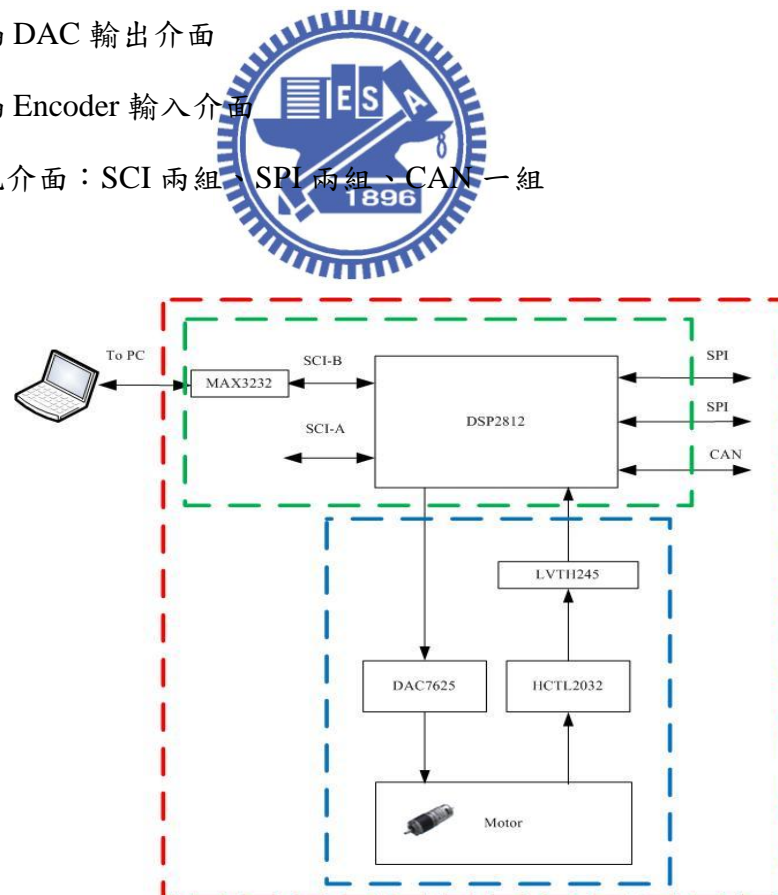 DAC 輸出介面
Encoder 輸入介面
介面：SCI 兩組、SPI 兩組、CAN 一組
E S A
1896
To PC
MAX3232
SCI-B
SCI-A
DSP2812
SPI
SPI
CAN
LVTH245
DAC7625
HCTL2032
Motor